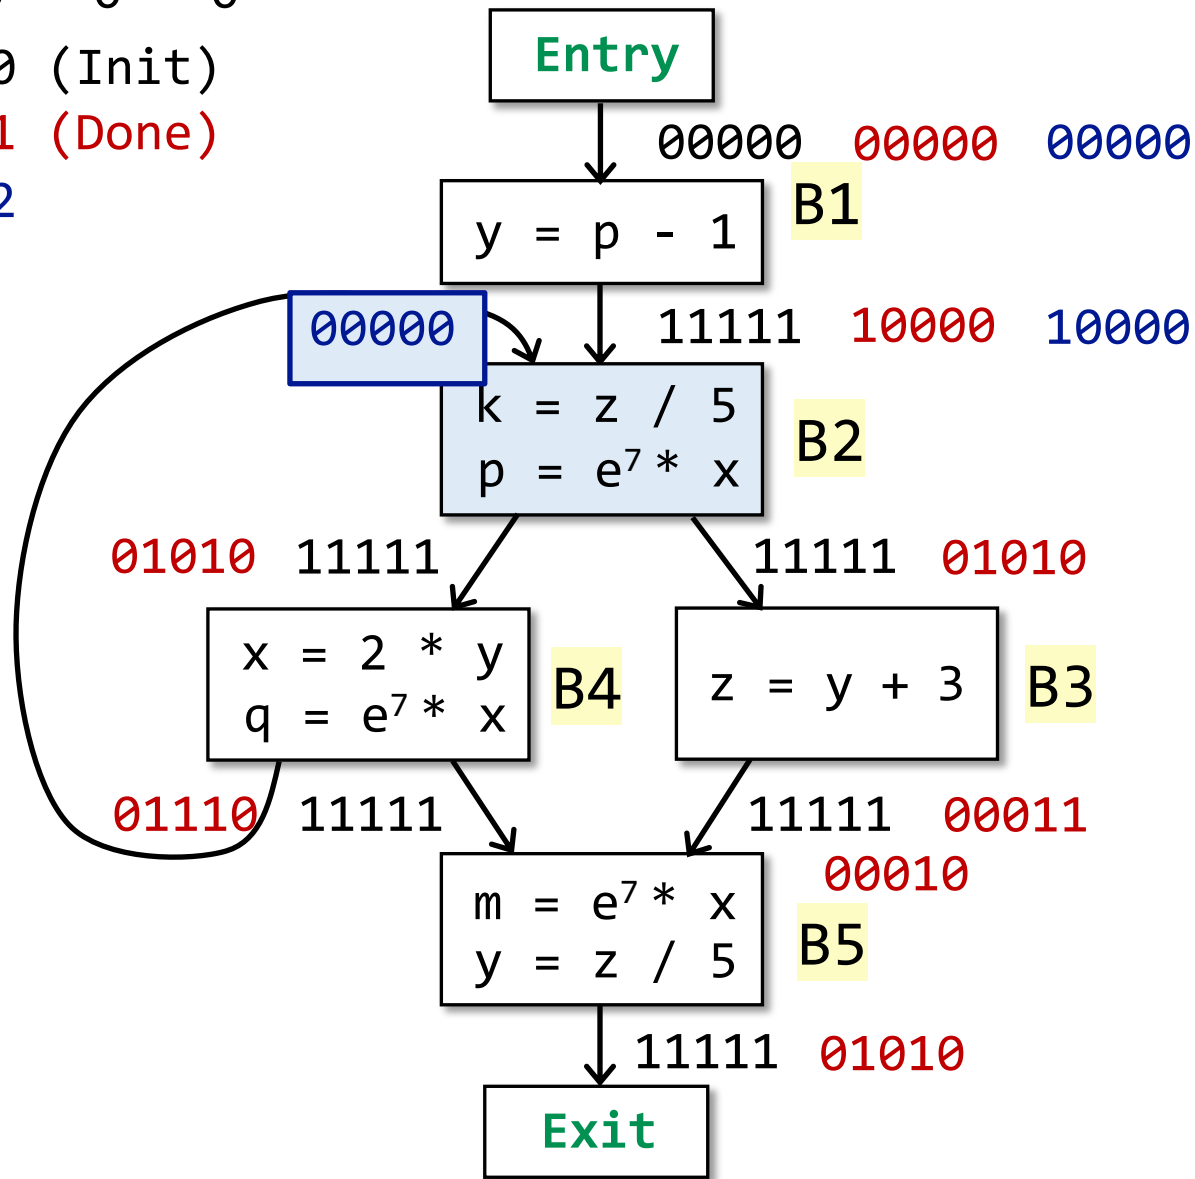 0 (Init)
1 (Done)
2
Entry
00000 00000 00000
B1
y = p - 1
00000
11111 10000 10000
k = z / 5
p = e⁷ * x
B2
01010 11111
11111 01010
x = 2 * y
q = e⁷ * x
B4
z = y + 3
B3
01110 11111
11111 00011
00010
m = e⁷ * x
y = z / 5
B5
11111 01010
Exit